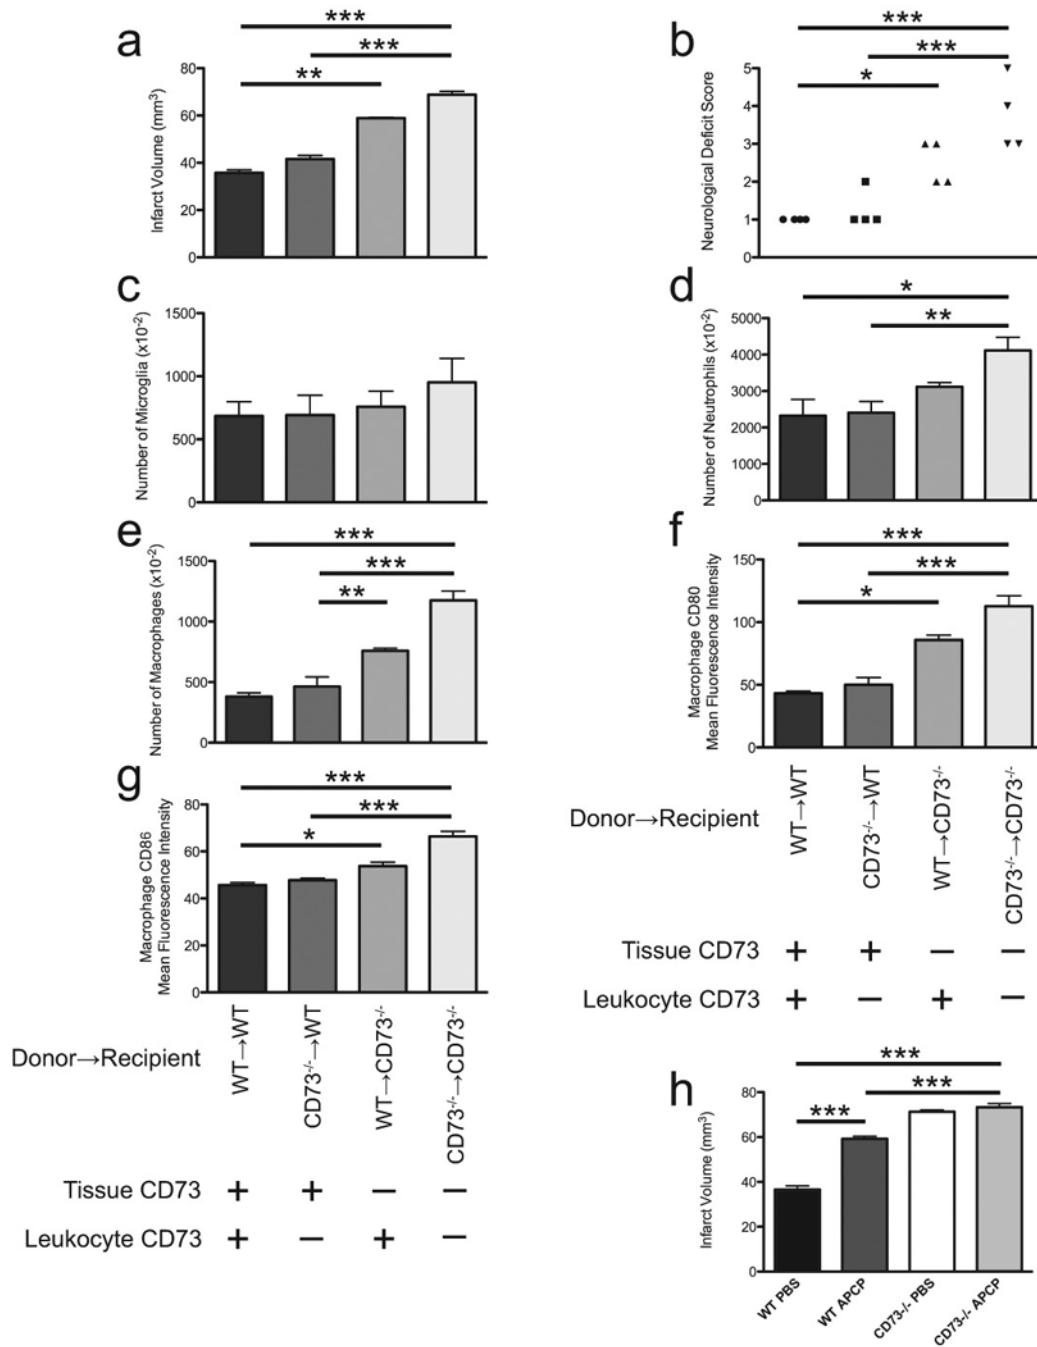 a
***
***
**
Infarct Volume (mm³)
80
60
40
20
0
b
***
***
*
Neurological Deficit Score
5
4
3
2
1
0
c
Number of Microglia (x10⁻²)
1500
1000
500
0
d
*
**
Number of Neutrophils (x10⁻²)
5000
4000
3000
2000
1000
0
e
***
***
**
Number of Macrophages (x10⁻²)
1500
1000
500
0
f
***
***
*
Macrophage CD80
Mean Fluorescence Intensity
150
100
50
0
Donor→Recipient
WT→WT
CD73⁻/⁻→WT
WT→CD73⁻/⁻
CD73⁻/⁻→CD73⁻/⁻
Tissue CD73 + + – –
Leukocyte CD73 + – + –
g
***
***
*
Macrophage CD86
Mean Fluorescence Intensity
80
60
40
20
0
Donor→Recipient
WT→WT
CD73⁻/⁻→WT
WT→CD73⁻/⁻
CD73⁻/⁻→CD73⁻/⁻
Tissue CD73 + + – –
Leukocyte CD73 + – + –
h
***
***
***
Infarct Volume (mm³)
80
60
40
20
0
WT PBS
WT APCP
CD73-/- PBS
CD73-/- APCP